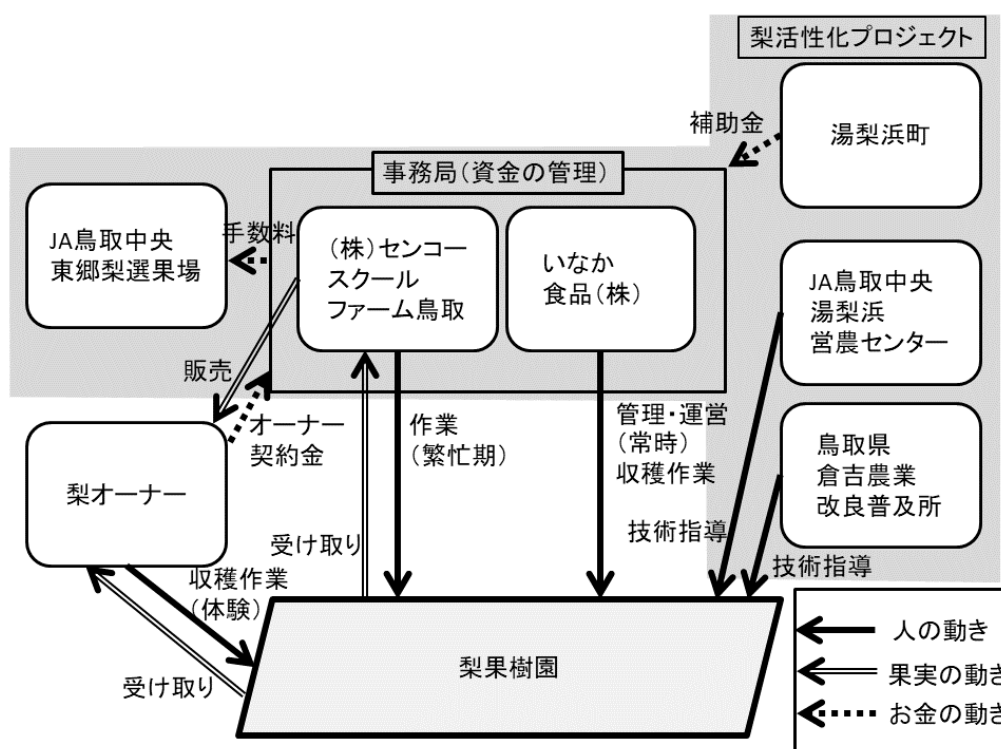 梨活性化プロジェクト
湯梨浜町
補助金
事務局（資金の管理）
JA鳥取中央
東郷梨選果場
手数料
（株）センコー
スクール
ファーム鳥取
いなか
食品（株）
JA鳥取中央
湯梨浜
営農センター
販売
オーナー
契約金
作業
（繁忙期）
管理・運営
（常時）
収穫作業
鳥取県
倉吉農業
改良普及所
梨オーナー
受け取り
技術指導
技術指導
収穫作業
（体験）
受け取り
梨果樹園
人の動き
果実の動き
お金の動き